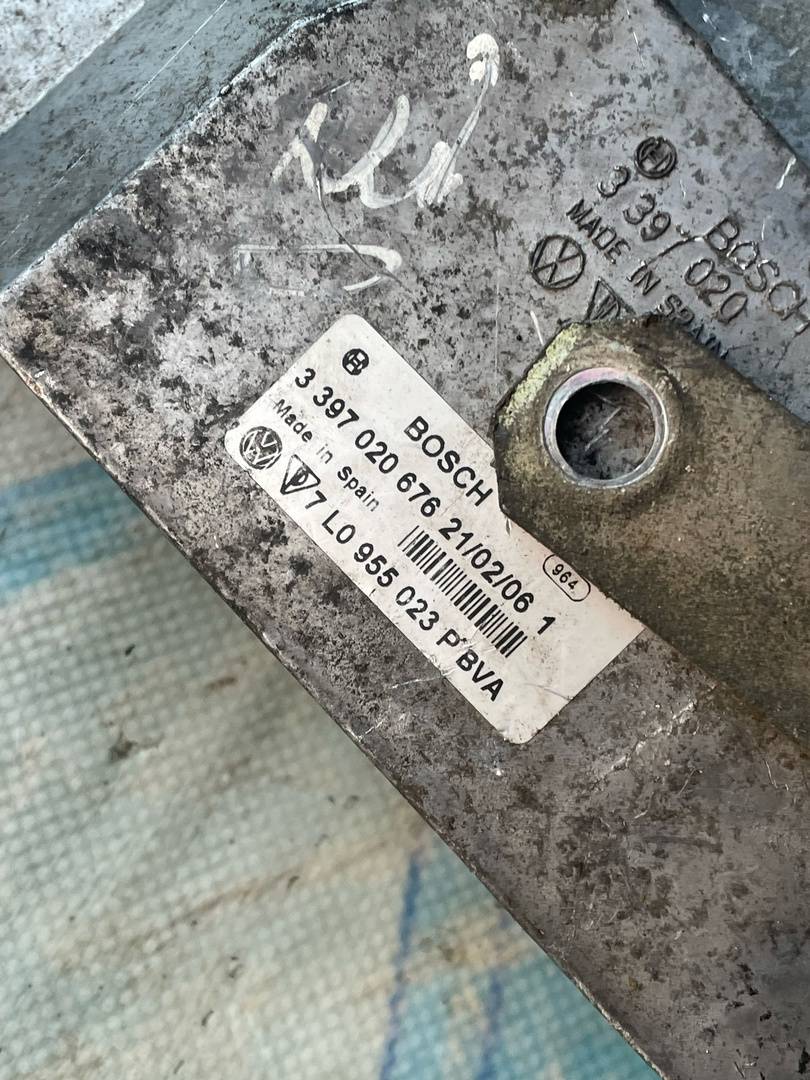 BOSCH
3 397 020
MADE IN SPAIN
BOSCH
3 397 020 676 21/02/06 1
Made in Spain
964
7 L0 955 023 P BVA